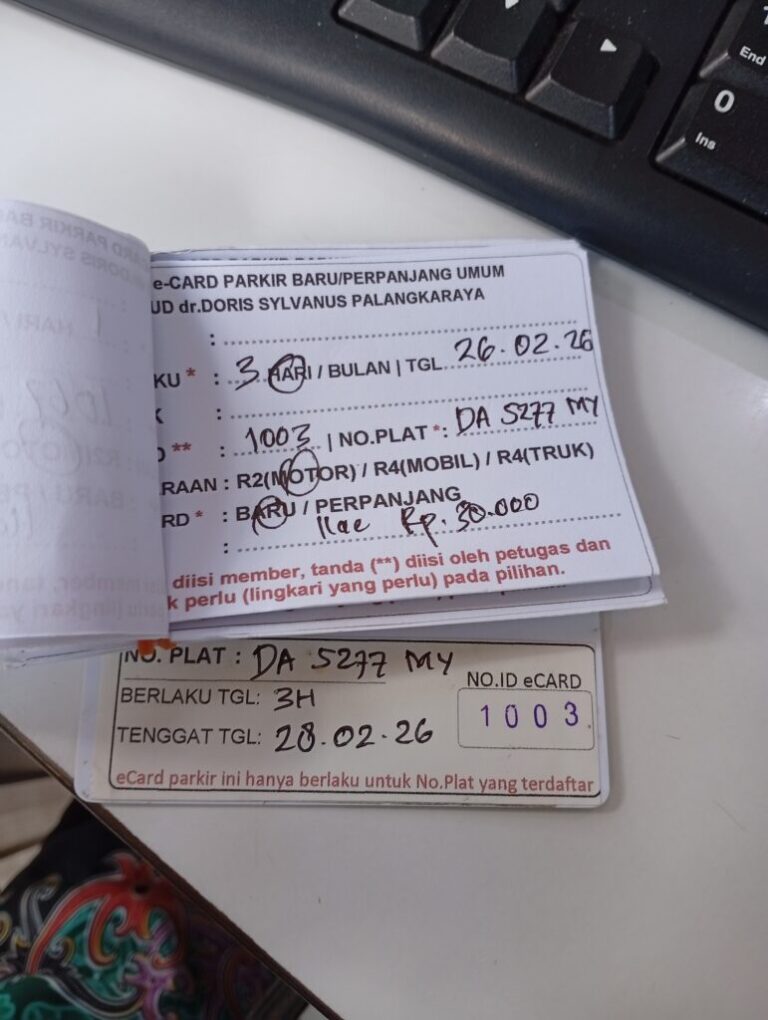 End
0
Ins
e-CARD PARKIR BARU/PERPANJANG UMUM
UD dr.DORIS SYLVANUS PALANGKARAYA
:
KU * : 3 HARI / BULAN | TGL 26.02.26
:
** : 1003 | NO.PLAT *: DA 5277 MY
RAAN : R2(MOTOR) / R4(MOBIL) / R4(TRUK)
RD * : BARU / PERPANJANG
: Rp. 30.000
diisi member, tanda (**) diisi oleh petugas dan
k perlu (lingkari yang perlu) pada pilihan.
NO. PLAT : DA 5277 MY
BERLAKU TGL: 3H
TENGGAT TGL: 28.02.26
NO.ID eCARD
1003
eCard parkir ini hanya berlaku untuk No.Plat yang terdaftar